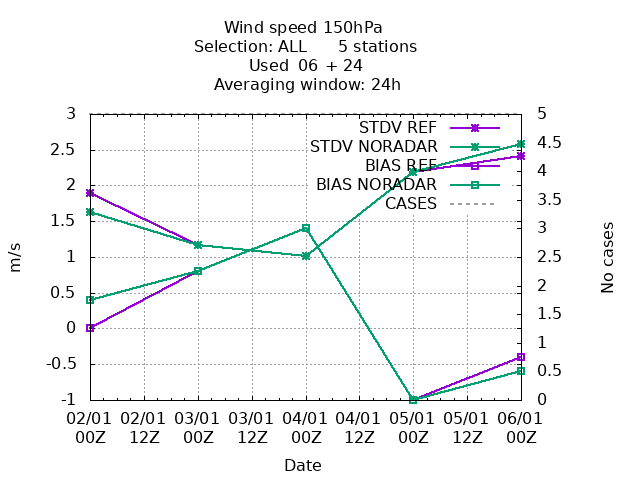 Wind speed 150hPa
Selection: ALL      5 stations
Used  06 + 24
Averaging window: 24h
STDV REF
STDV NORADAR
BIAS REF
BIAS NORADAR
CASES
m/s
3
2.5
2
1.5
1
0.5
0
-0.5
-1
No cases
5
4.5
4
3.5
3
2.5
2
1.5
1
0.5
0
02/01 02/01 03/01 03/01 04/01 04/01 05/01 05/01 06/01
00Z 12Z 00Z 12Z 00Z 12Z 00Z 12Z 00Z
Date